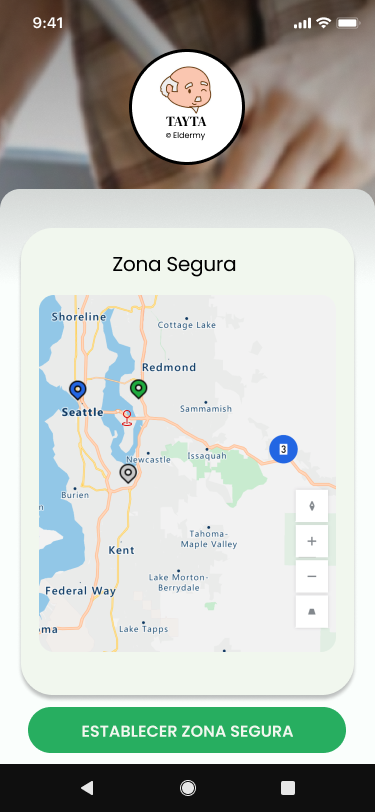 9:41
TAYTA
© Eldermy
Zona Segura
Shoreline
Cottage Lake
Redmond
Seattle
Sammamish
3
Newcastle
Issaquah
Burien
n
Tahoma-
Maple Valley
Kent
Lake Morton-
Berrydale
Federal Way
oma
Lake Tapps
ESTABLECER ZONA SEGURA